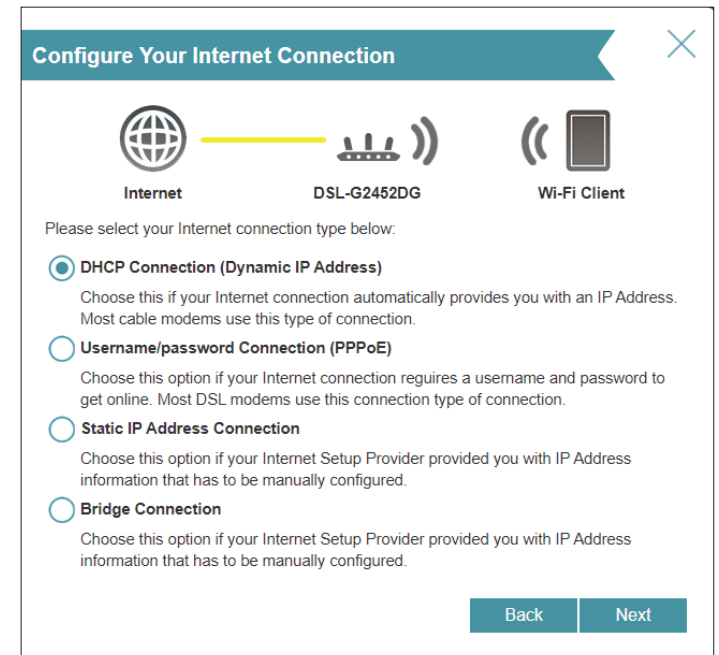 Configure Your Internet Connection
Internet
DSL-G2452DG
Wi-Fi Client
Please select your Internet connection type below:
DHCP Connection (Dynamic IP Address)
Choose this if your Internet connection automatically provides you with an IP Address.
Most cable modems use this type of connection.
Username/password Connection (PPPoE)
Choose this option if your Internet connection reguires a username and password to
get online. Most DSL modems use this connection type of connection.
Static IP Address Connection
Choose this option if your Internet Setup Provider provided you with IP Address
information that has to be manually configured.
Bridge Connection
Choose this option if your Internet Setup Provider provided you with IP Address
information that has to be manually configured.
Back
Next